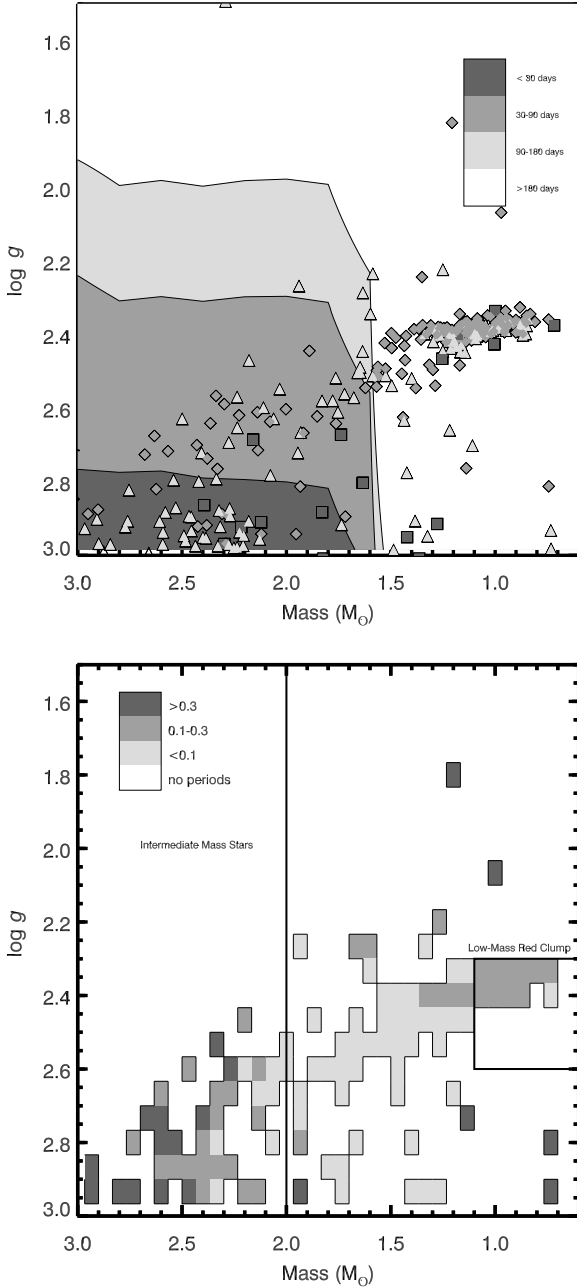 1.6
1.8
2.0
2.2
2.4
2.6
2.8
3.0
log g
< 30 days
30-90 days
90-180 days
>180 days
3.0 2.5 2.0 1.5 1.0
Mass (M⊙)
1.6
1.8
2.0
2.2
2.4
2.6
2.8
3.0
log g
>0.3
0.1-0.3
<0.1
no periods
Intermediate Mass Stars
Low-Mass Red Clump
3.0 2.5 2.0 1.5 1.0
Mass (M⊙)